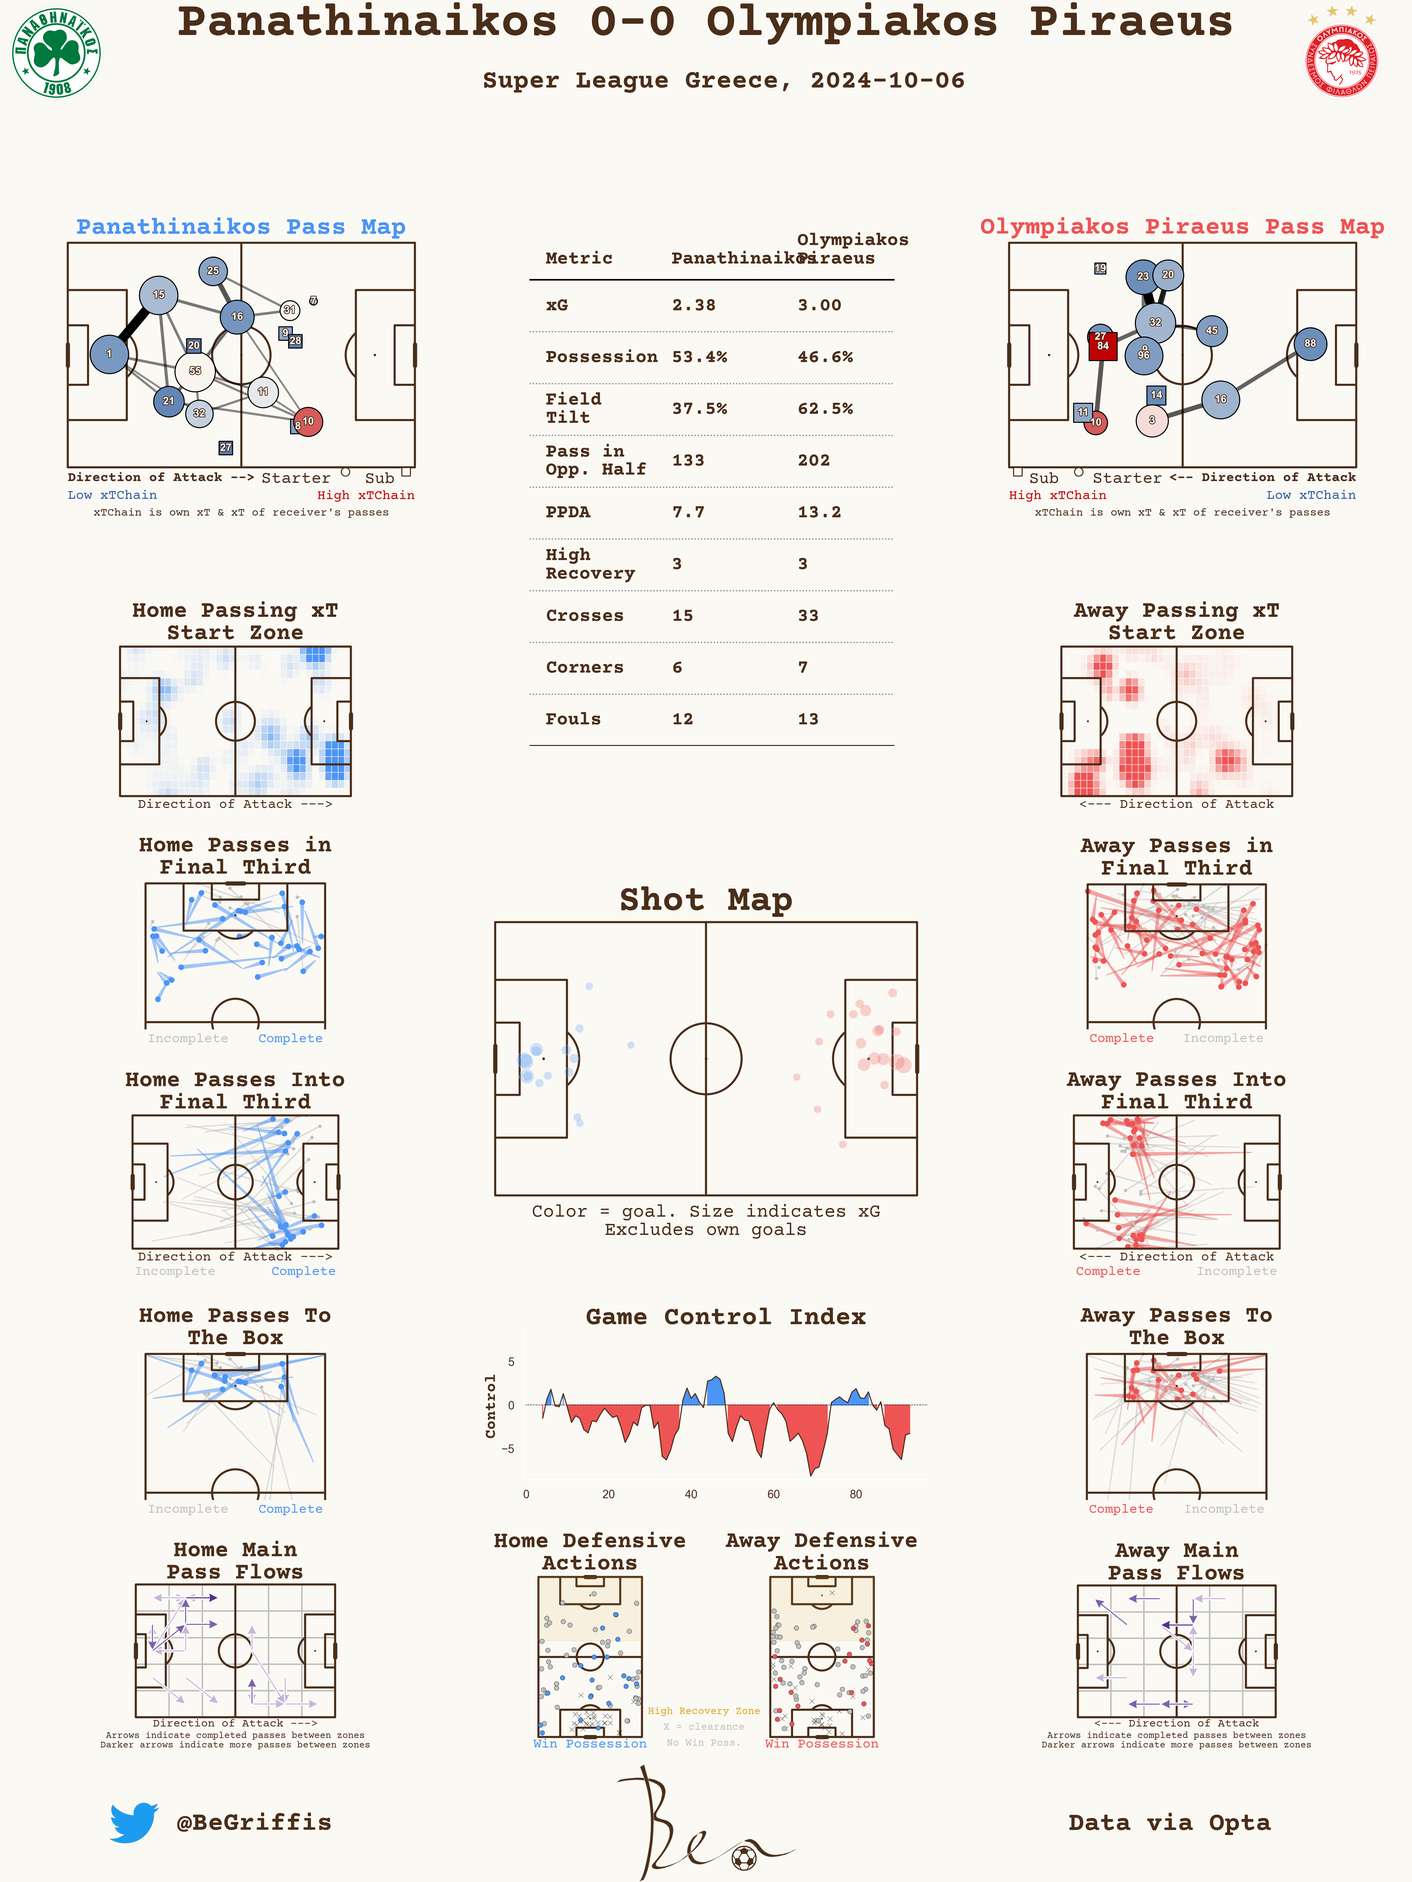 Panathinaikos 0-0 Olympiakos Piraeus
Super League Greece, 2024-10-06
ΠΑΝΑΘΗΝΑΪΚΟΣ
1908
ΟΛΥΜΠΙΑΚΟΣ
1925
Panathinaikos Pass Map
1
15
25
16
31
70
9
28
20
55
21
32
11
10
8
27
Direction of Attack --> Starter Sub
Low xTChain High xTChain
xTChain is own xT & xT of receiver's passes
Metric Panathinaikos Olympiakos Piraeus
xG 2.38 3.00
Possession 53.4% 46.6%
Field Tilt 37.5% 62.5%
Pass in Opp. Half 133 202
PPDA 7.7 13.2
High Recovery 3 3
Crosses 15 33
Corners 6 7
Fouls 12 13
Olympiakos Piraeus Pass Map
19
23
20
32
27
84
9
96
45
88
14
11
10
3
16
Sub Starter <-- Direction of Attack
High xTChain Low xTChain
xTChain is own xT & xT of receiver's passes
Home Passing xT
Start Zone
Direction of Attack --->
Away Passing xT
Start Zone
<--- Direction of Attack
Home Passes in
Final Third
Incomplete Complete
Away Passes in
Final Third
Complete Incomplete
Shot Map
Color = goal. Size indicates xG
Excludes own goals
Home Passes Into
Final Third
Direction of Attack --->
Incomplete Complete
Away Passes Into
Final Third
<--- Direction of Attack
Complete Incomplete
Home Passes To
The Box
Incomplete Complete
Game Control Index
Control
5
0
−5
0 20 40 60 80
Away Passes To
The Box
Complete Incomplete
Home Main
Pass Flows
Direction of Attack --->
Arrows indicate completed passes between zones
Darker arrows indicate more passes between zones
Home Defensive
Actions
Win Possession
Away Defensive
Actions
Win Possession
High Recovery Zone
X = clearance
No Win Poss.
Away Main
Pass Flows
<--- Direction of Attack
Arrows indicate completed passes between zones
Darker arrows indicate more passes between zones
@BeGriffis
Ben
Data via Opta